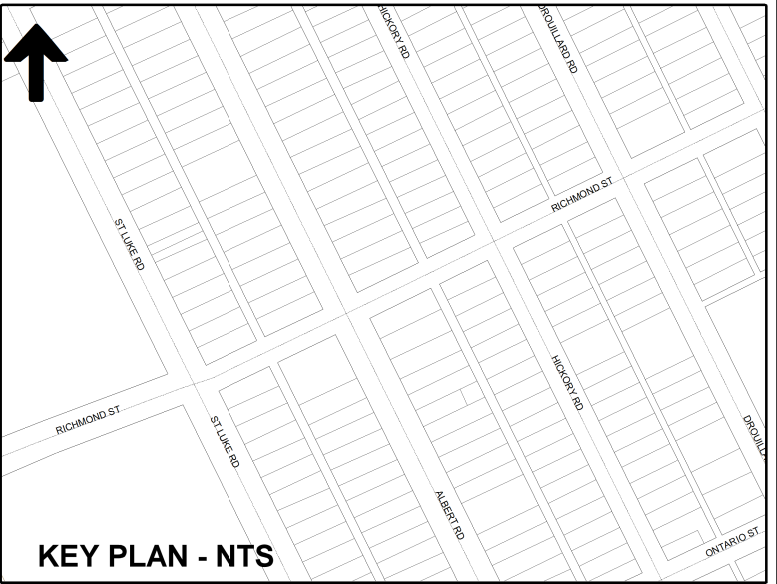 HICKORY RD
DROUILLARD RD
RICHMOND ST
ST LUKE RD
HICKORY RD
RICHMOND ST
ST LUKE RD
DROUILLA
ALBERT RD
ONTARIO ST
KEY PLAN - NTS